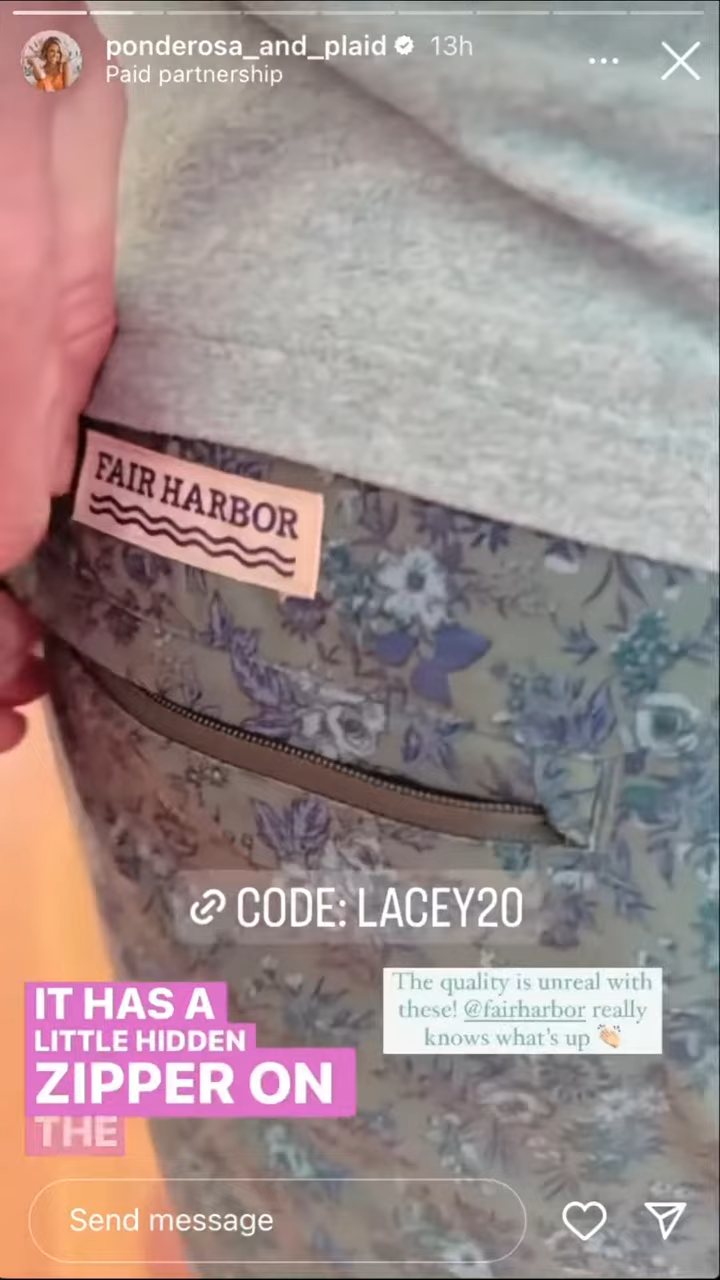 ponderosa_and_plaid 13h
Paid partnership
FAIR HARBOR
CODE: LACEY20
IT HAS A
LITTLE HIDDEN
ZIPPER ON
THE
The quality is unreal with
these! @fairharbor really
knows what's up 👏🏻
Send message